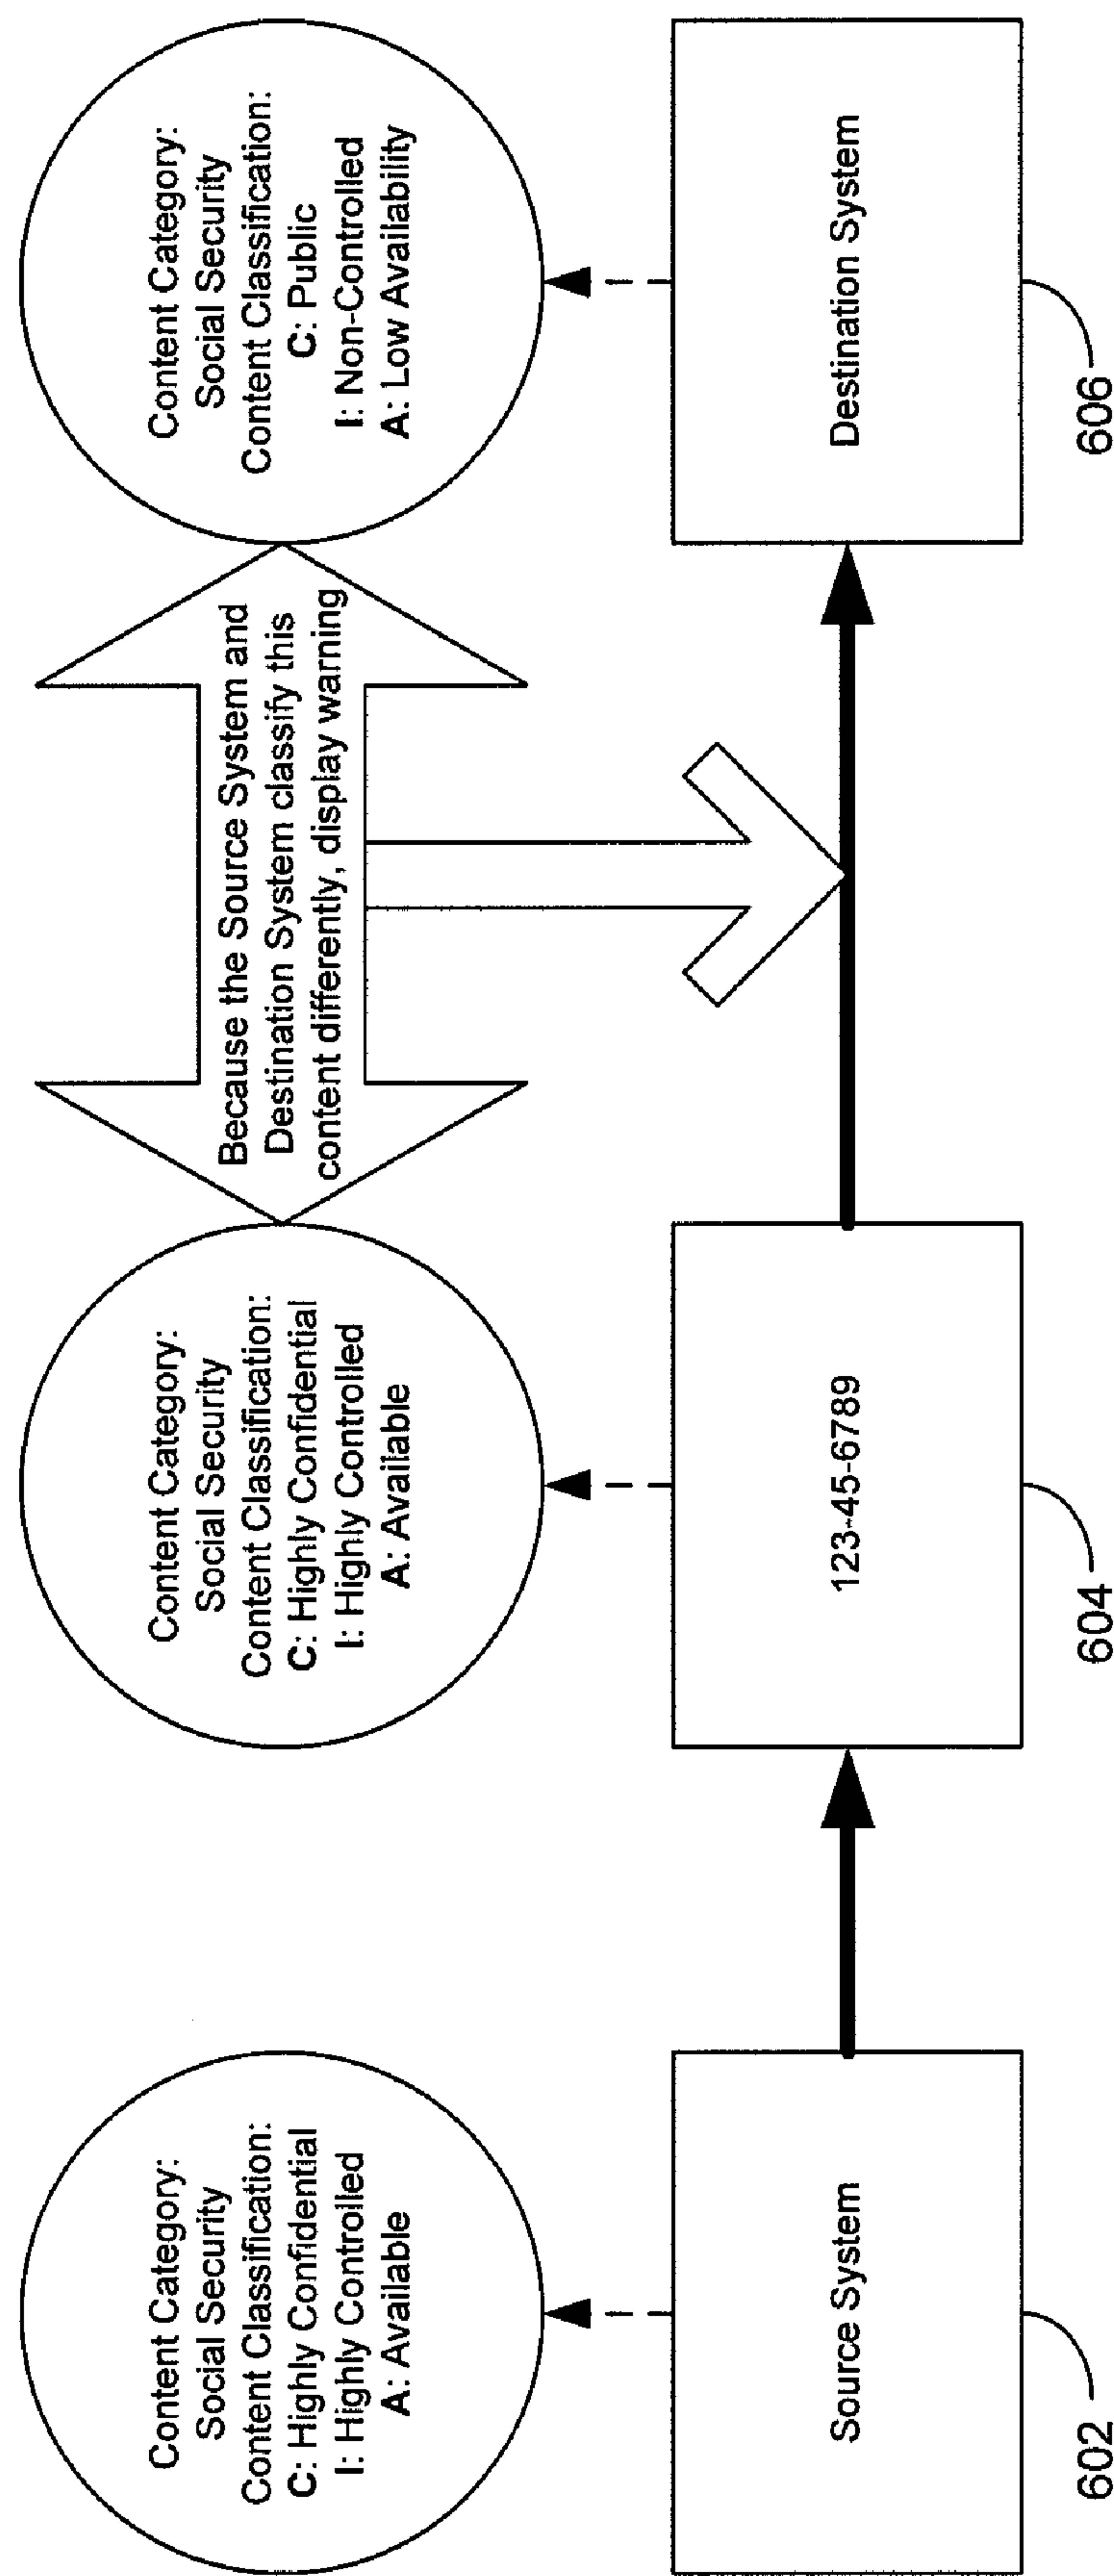 Content Category:
Social Security
Content Classification:
C: Highly Confidential
I: Highly Controlled
A: Available
Source System
602
Content Category:
Social Security
Content Classification:
C: Highly Confidential
I: Highly Controlled
A: Available
123-45-6789
604
Because the Source System and
Destination System classify this
content differently, display warning
Content Category:
Social Security
Content Classification:
C: Public
I: Non-Controlled
A: Low Availability
Destination System
606